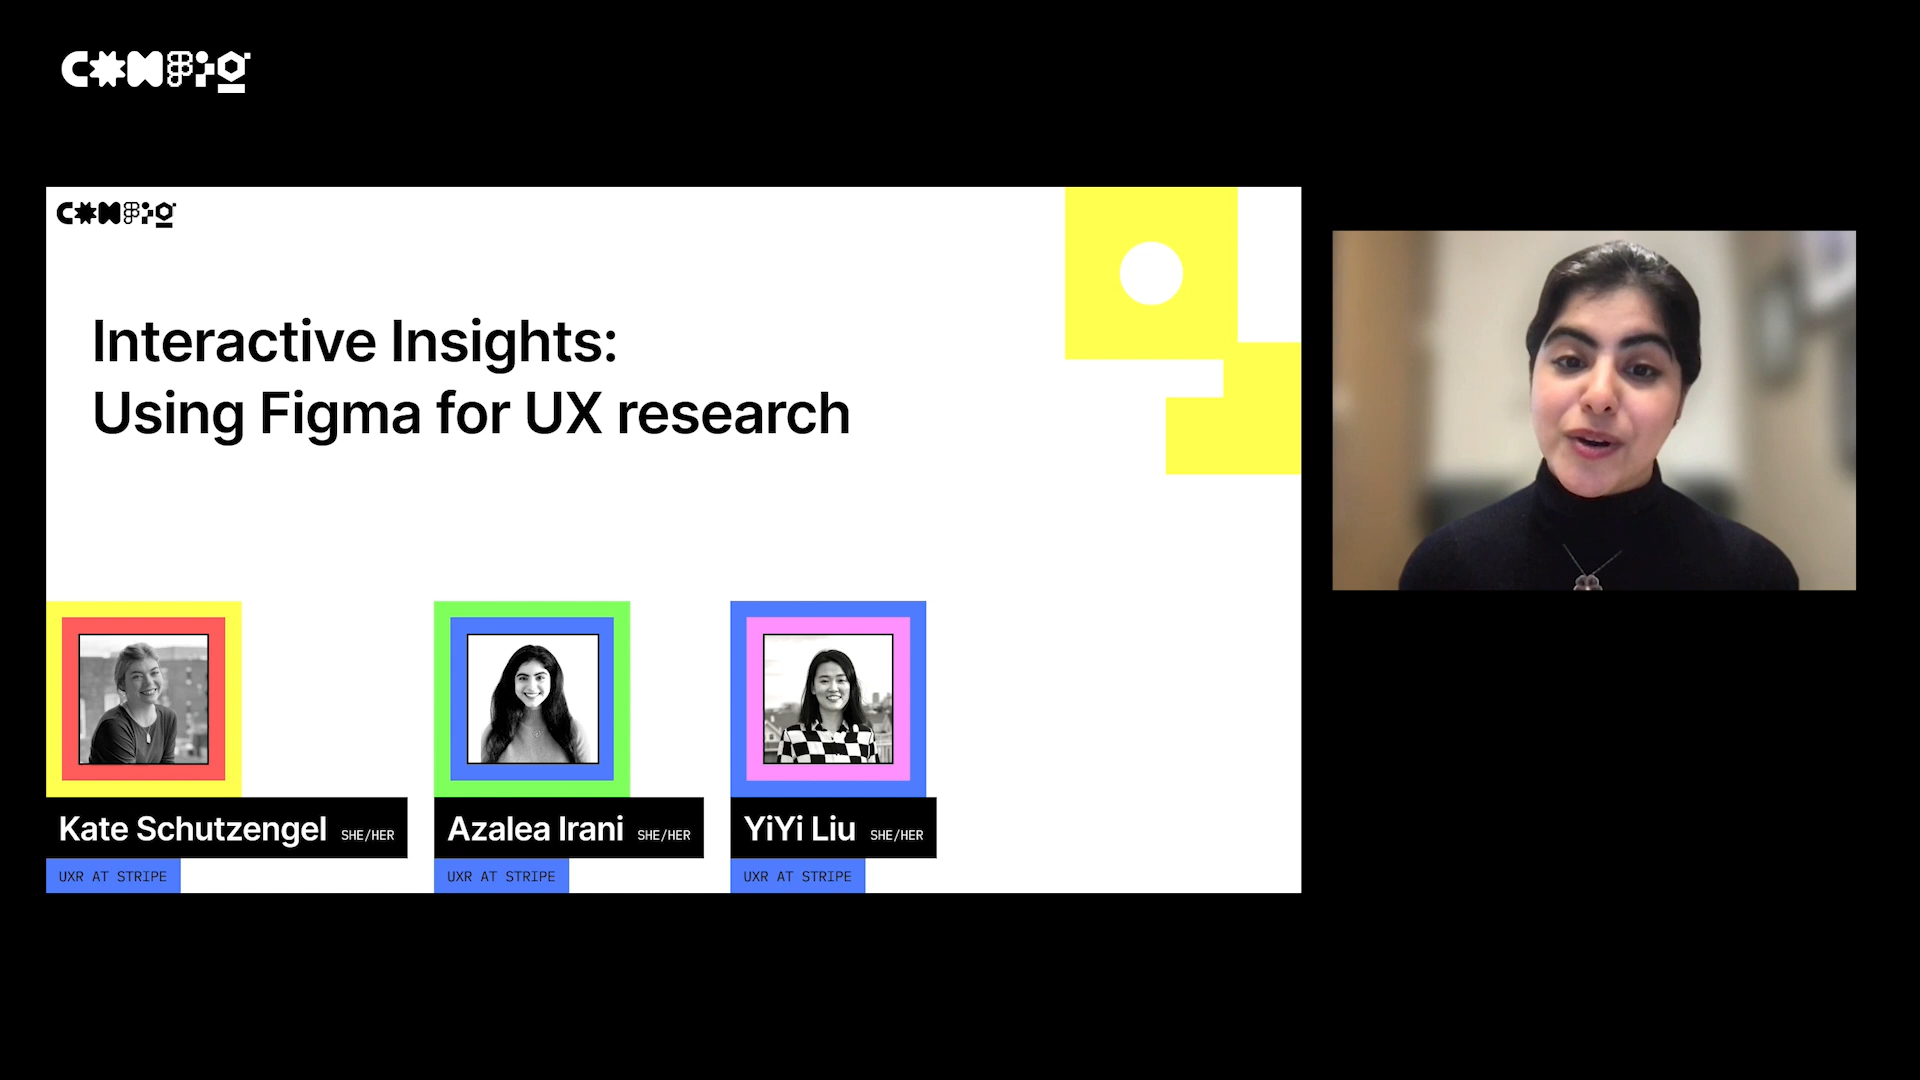 CONFIG
CONFIG
Interactive Insights:
Using Figma for UX research
Kate Schutzengel SHE/HER
UXR AT STRIPE
Azalea Irani SHE/HER
UXR AT STRIPE
YiYi Liu SHE/HER
UXR AT STRIPE